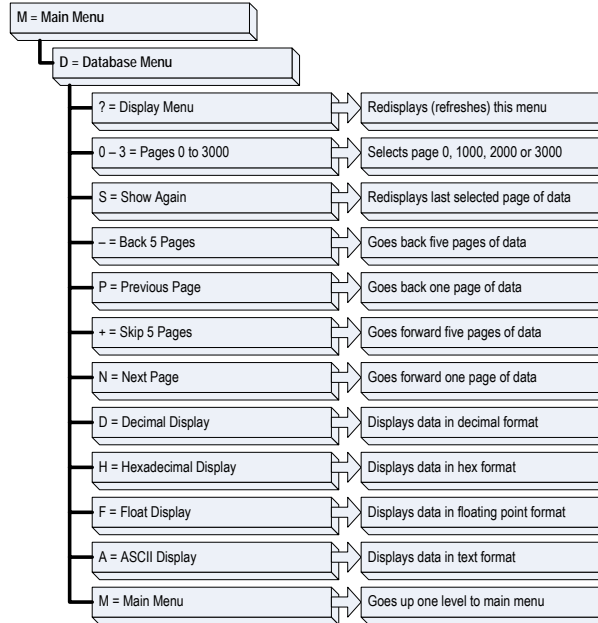 M = Main Menu
D = Database Menu
? = Display Menu
Redisplays (refreshes) this menu
0 – 3 = Pages 0 to 3000
Selects page 0, 1000, 2000 or 3000
S = Show Again
Redisplays last selected page of data
– = Back 5 Pages
Goes back five pages of data
P = Previous Page
Goes back one page of data
+ = Skip 5 Pages
Goes forward five pages of data
N = Next Page
Goes forward one page of data
D = Decimal Display
Displays data in decimal format
H = Hexadecimal Display
Displays data in hex format
F = Float Display
Displays data in floating point format
A = ASCII Display
Displays data in text format
M = Main Menu
Goes up one level to main menu